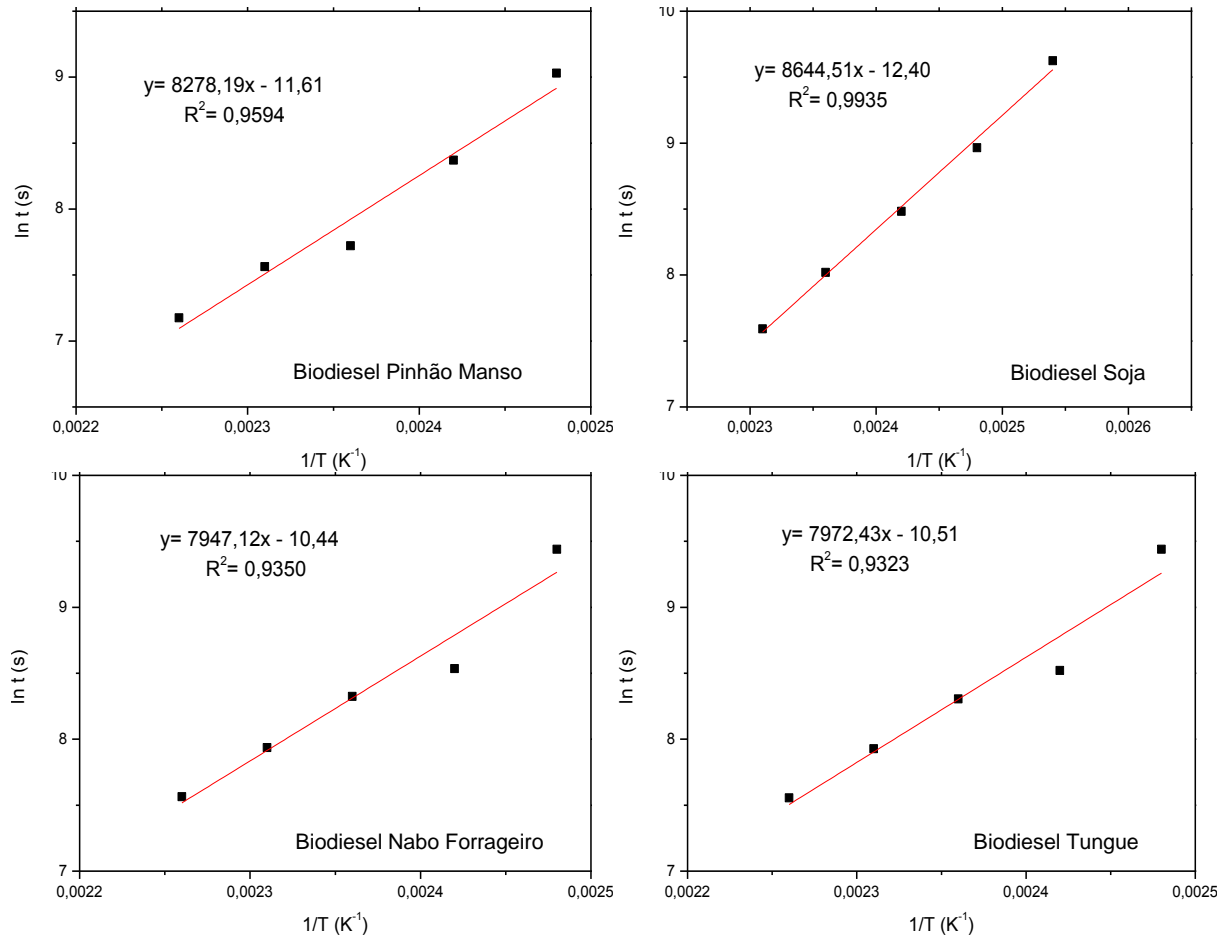 10
10
9
8
7
ln t (s)
y= 8278,19x - 11,61
R²= 0,9594
Biodiesel Pinhão Manso
0,0022 0,0023 0,0024 0,0025
1/T (K⁻¹)
9
8
7
ln t (s)
y= 8644,51x - 12,40
R²= 0,9935
Biodiesel Soja
0,0023 0,0024 0,0025 0,0026
1/T (K⁻¹)
10
9
8
7
ln t (s)
y= 7947,12x - 10,44
R²= 0,9350
Biodiesel Nabo Forrageiro
0,0022 0,0023 0,0024 0,0025
1/T (K⁻¹)
10
9
8
7
ln t (s)
y= 7972,43x - 10,51
R²= 0,9323
Biodiesel Tungue
0,0022 0,0023 0,0024 0,0025
1/T (K⁻¹)